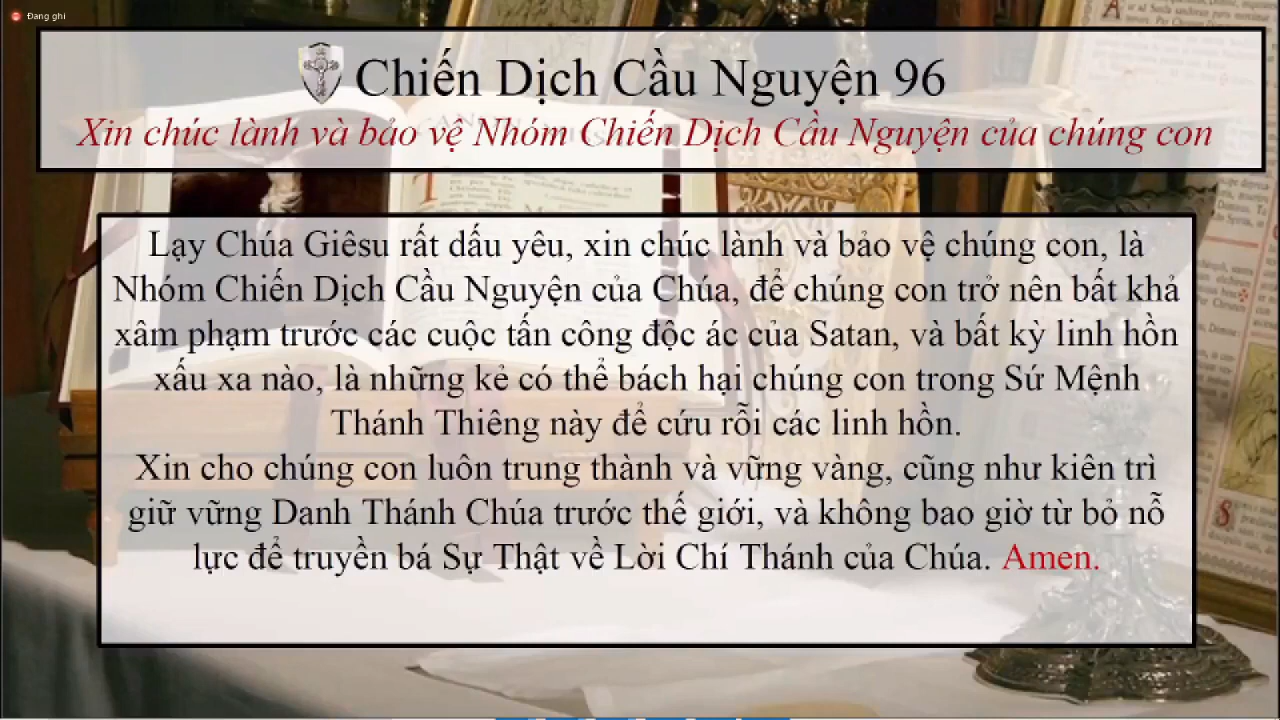 Đang ghi
Chiến Dịch Cầu Nguyện 96
Xin chúc lành và bảo vệ Nhóm Chiến Dịch Cầu Nguyện của chúng con
Lạy Chúa Giêsu rất dấu yêu, xin chúc lành và bảo vệ chúng con, là
Nhóm Chiến Dịch Cầu Nguyện của Chúa, để chúng con trở nên bất khả
xâm phạm trước các cuộc tấn công độc ác của Satan, và bất kỳ linh hồn
xấu xa nào, là những kẻ có thể bách hại chúng con trong Sứ Mệnh
Thánh Thiêng này để cứu rỗi các linh hồn.
Xin cho chúng con luôn trung thành và vững vàng, cũng như kiên trì
giữ vững Danh Thánh Chúa trước thế giới, và không bao giờ từ bỏ nỗ
lực để truyền bá Sự Thật về Lời Chí Thánh của Chúa. Amen.